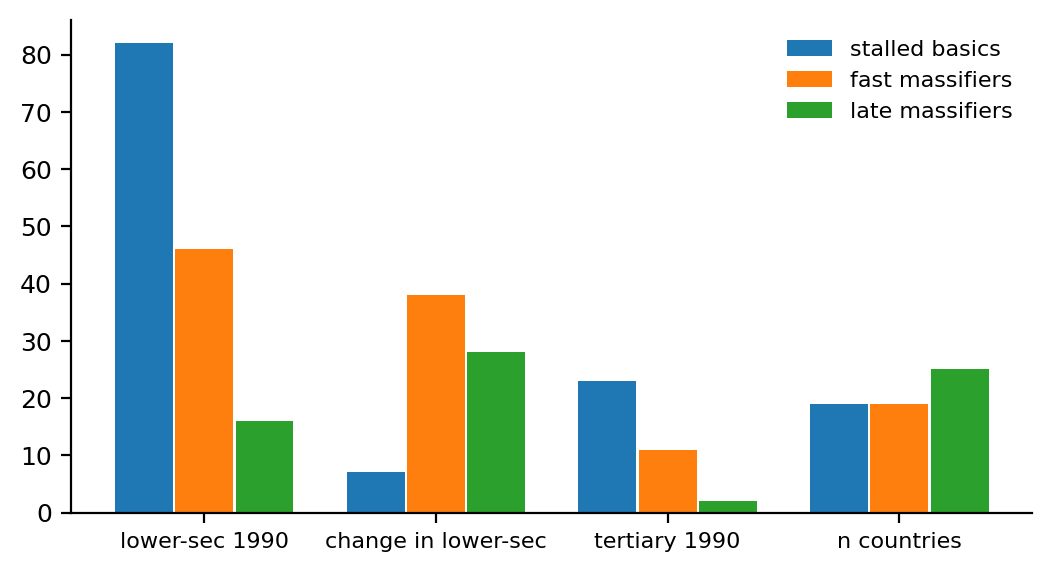 stalled basics
fast massifiers
late massifiers
80
70
60
50
40
30
20
10
0
lower-sec 1990
change in lower-sec
tertiary 1990
n countries